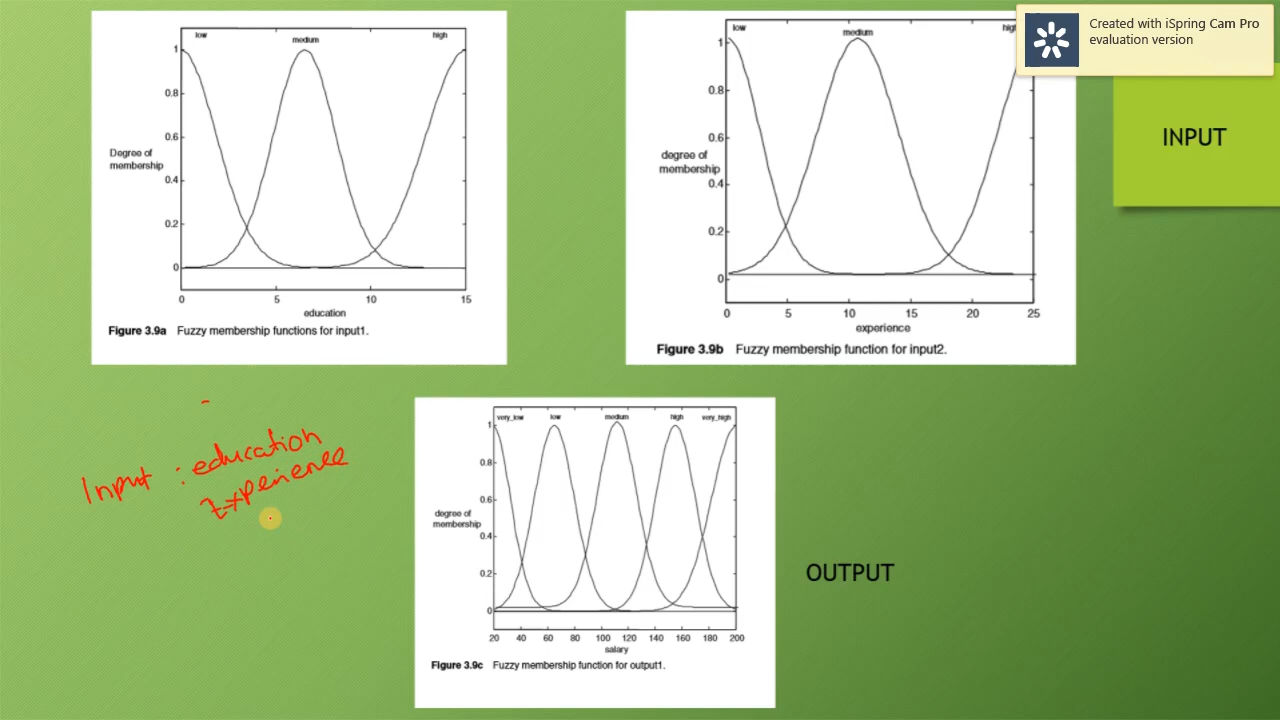 low medium high
1
0.8
0.6
Degree of
membership
0.4
0.2
0
0 5 10 15
education
Figure 3.9a Fuzzy membership functions for input1.
low medium
1
0.8
0.6
degree of
membership
0.4
0.2
0
0 5 10 15 20 25
experience
Figure 3.9b Fuzzy membership function for input2.
Created with iSpring Cam Pro
evaluation version
INPUT
Input : education
Experience
very_low low medium high very_high
1
0.8
0.6
degree of
membership
0.4
0.2
0
20 40 60 80 100 120 140 160 180 200
salary
Figure 3.9c Fuzzy membership function for output1.
OUTPUT